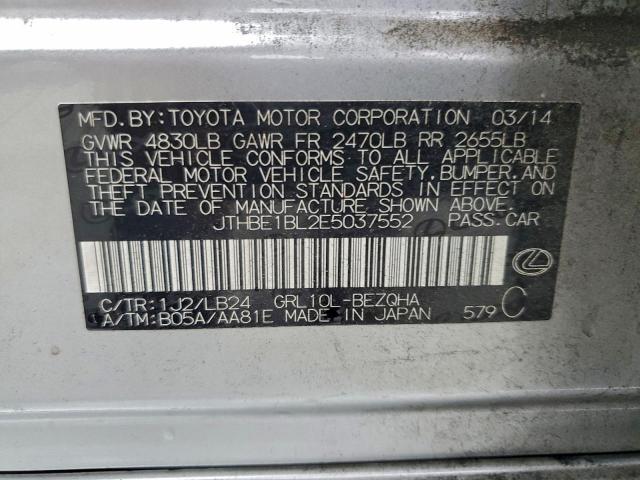 MFD. BY: TOYOTA MOTOR CORPORATION 03/14
GVWR 4830LB GAWR FR 2470LB RR 2655LB
THIS VEHICLE CONFORMS TO ALL APPLICABLE
FEDERAL MOTOR VEHICLE SAFETY, BUMPER, AND
THEFT PREVENTION STANDARDS IN EFFECT ON
THE DATE OF MANUFACTURE SHOWN ABOVE.
JTHBE1BL2E5037552 PASS.CAR
C/TR: 1J2/LB24 GRL10L-BEZQHA
A/TM: B05A/AA81E MADE IN JAPAN 579 C